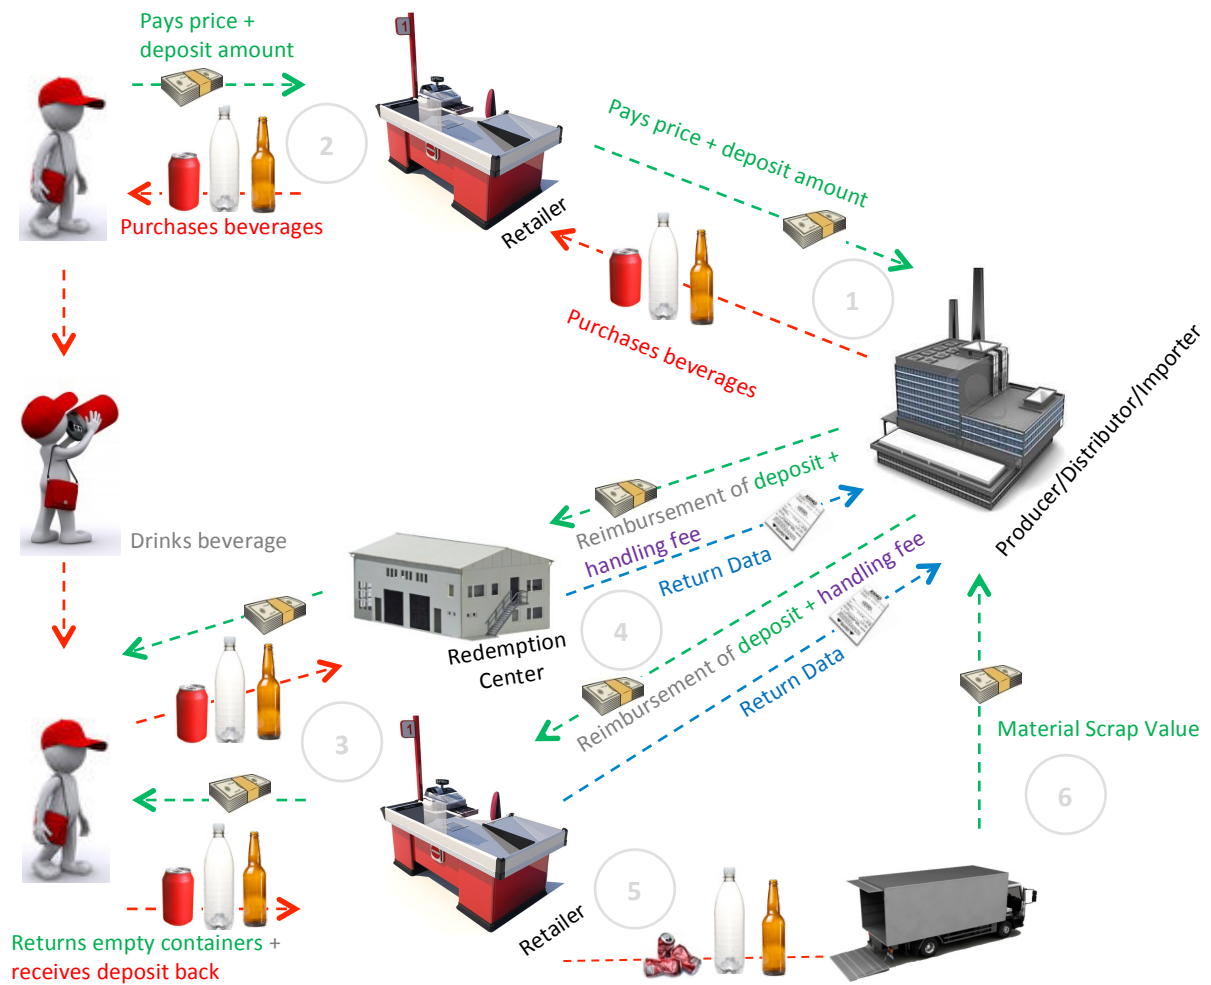 Pays price +
deposit amount
1
2
Purchases beverages
Retailer
Pays price + deposit amount
Purchases beverages
1
Producer/Distributor/Importer
Drinks beverage
Reimbursement of deposit +
handling fee
Return Data
Redemption
Center
4
Reimbursement of deposit + handling fee
Return Data
3
1
Material Scrap Value
6
5
Retailer
Returns empty containers +
receives deposit back